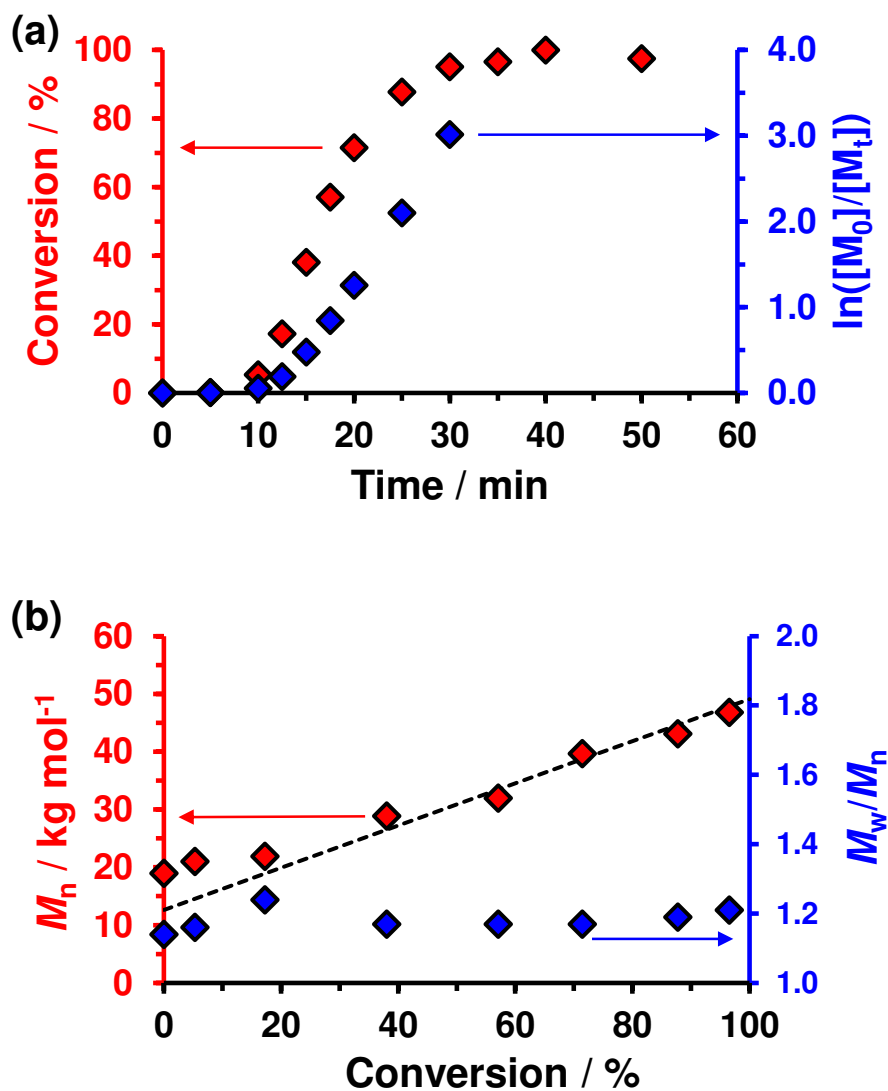 (a)
Conversion / %
100
80
60
40
20
0
4.0
3.0
2.0
1.0
0.0
ln([M₀]/[Mₜ])
0 10 20 30 40 50 60
Time / min
(b)
Mₙ / kg mol⁻¹
60
50
40
30
20
10
0
2.0
1.8
1.6
1.4
1.2
1.0
M_w/Mₙ
0 20 40 60 80 100
Conversion / %